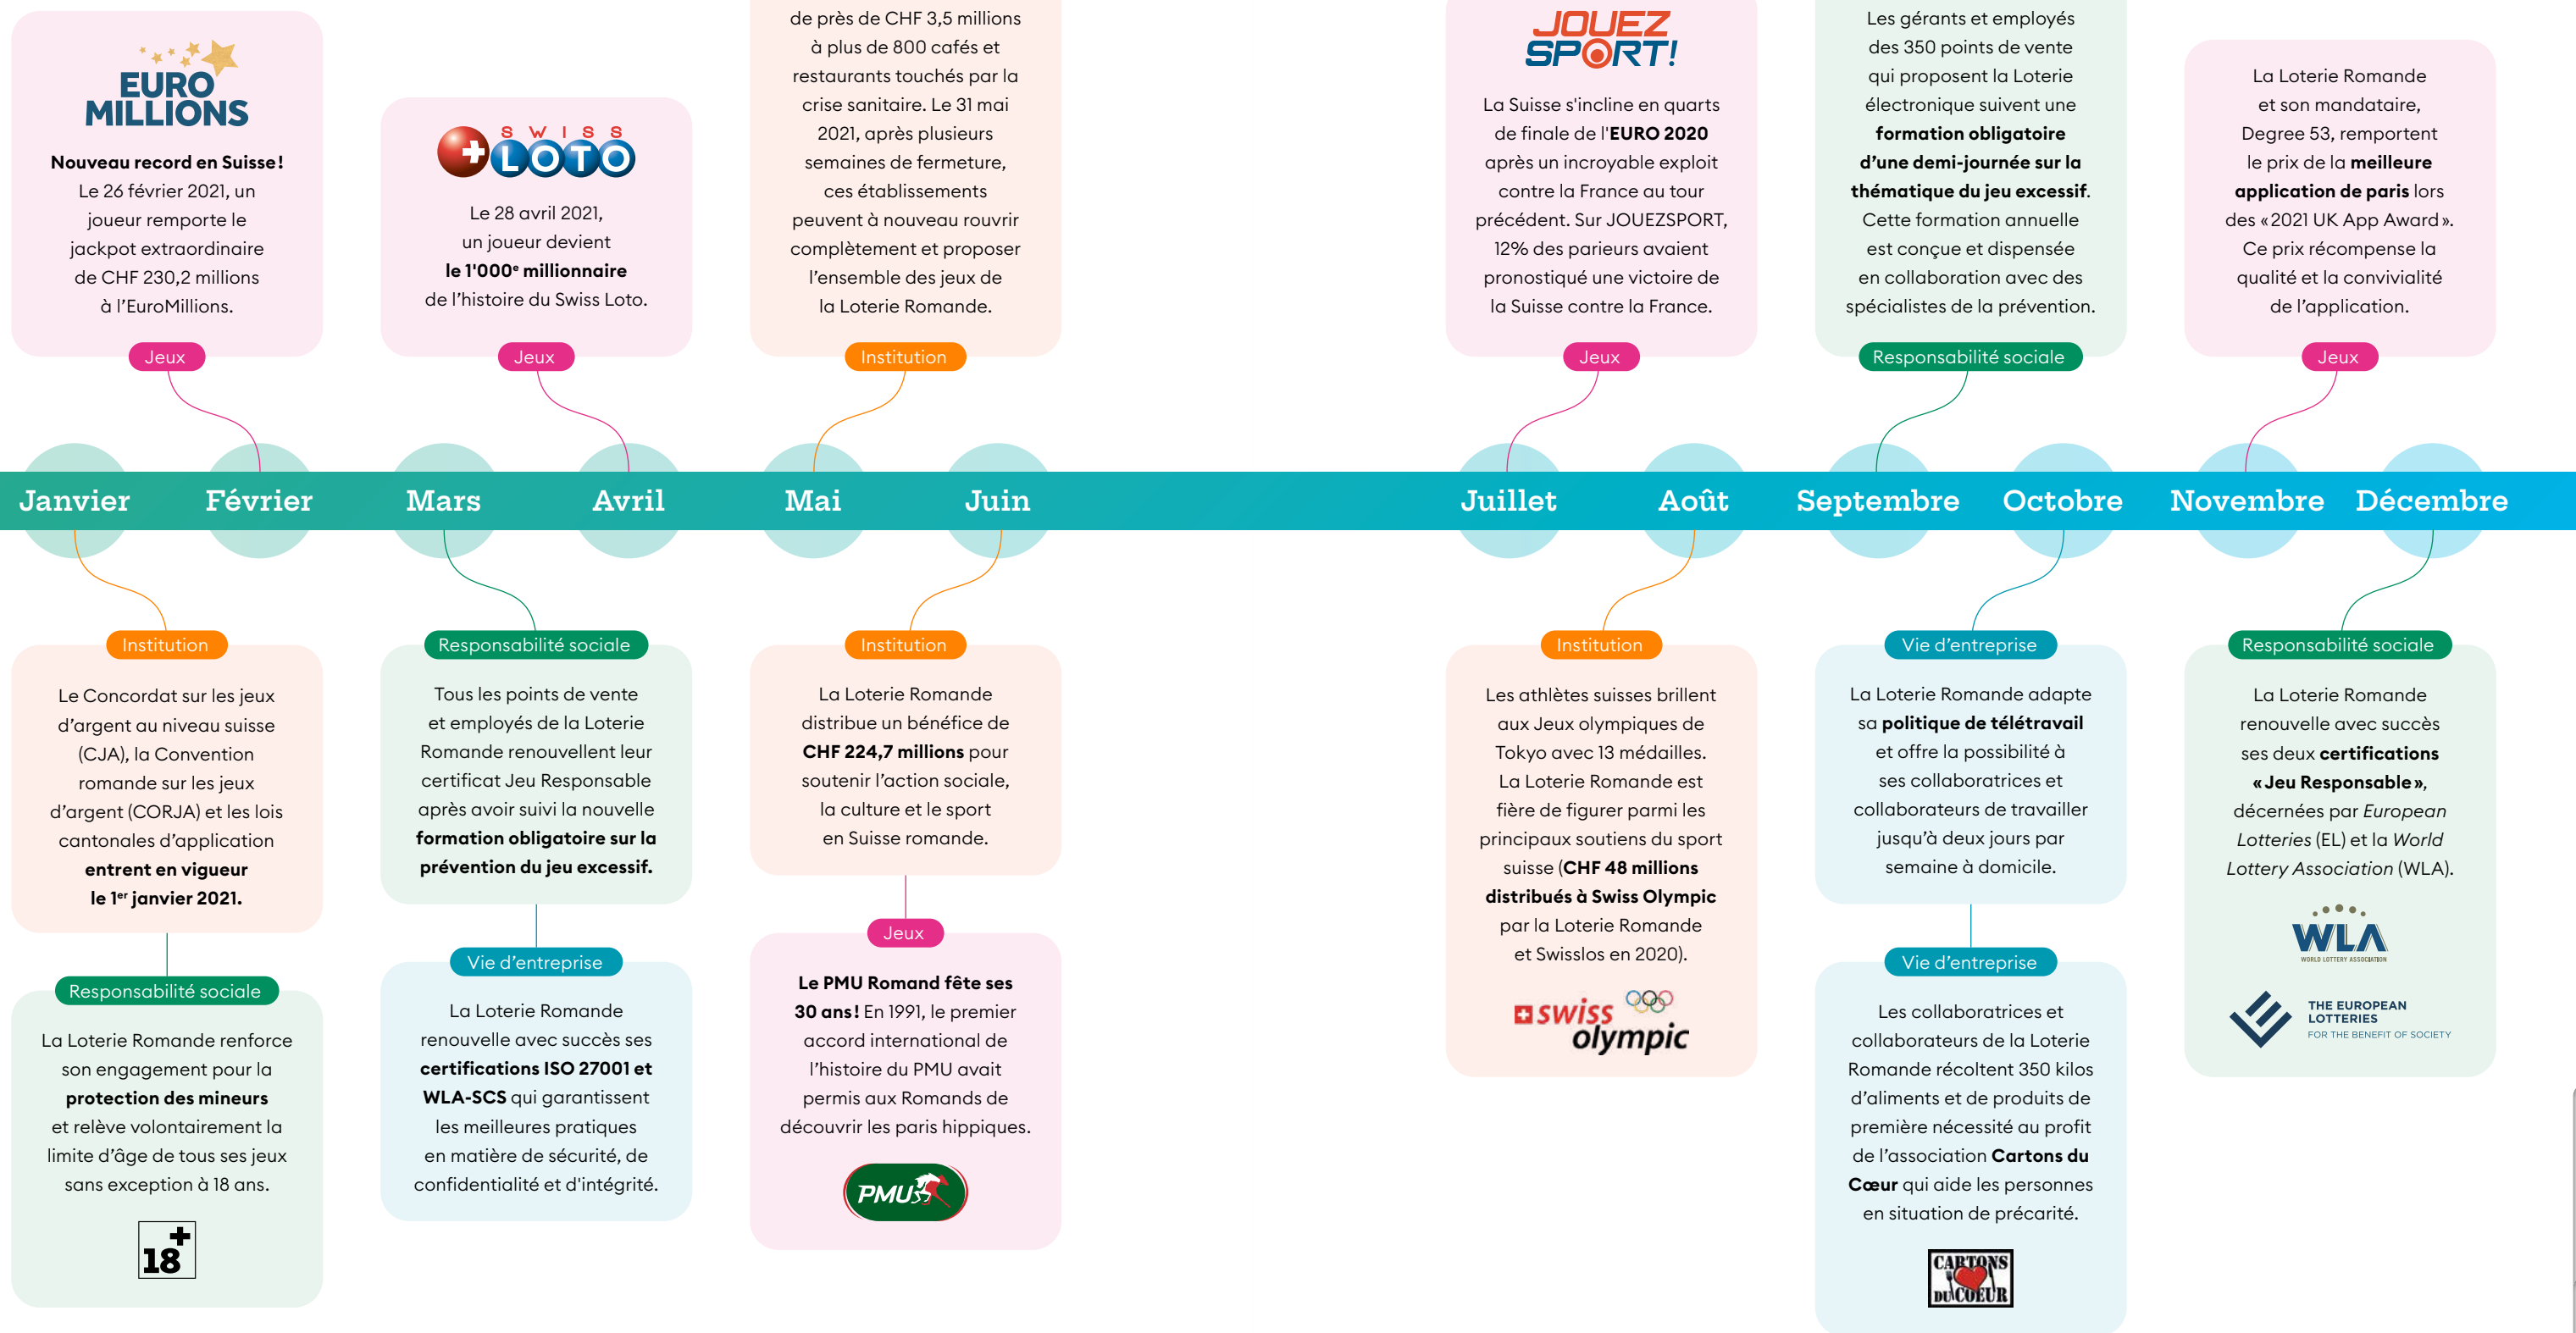 EURO
MILLIONS
Nouveau record en Suisse !
Le 26 février 2021, un
joueur remporte le
jackpot extraordinaire
de CHF 230,2 millions
à l’EuroMillions.
Jeux
SWISS
LOTO
Le 28 avril 2021,
un joueur devient
le 1'000e millionnaire
de l’histoire du Swiss Loto.
Jeux
de près de CHF 3,5 millions
à plus de 800 cafés et
restaurants touchés par la
crise sanitaire. Le 31 mai
2021, après plusieurs
semaines de fermeture,
ces établissements
peuvent à nouveau rouvrir
complètement et proposer
l’ensemble des jeux de
la Loterie Romande.
Institution
JOUEZ
SPORT!
La Suisse s'incline en quarts
de finale de l'EURO 2020
après un incroyable exploit
contre la France au tour
précédent. Sur JOUEZSPORT,
12% des parieurs avaient
pronostiqué une victoire de
la Suisse contre la France.
Jeux
Les gérants et employés
des 350 points de vente
qui proposent la Loterie
électronique suivent une
formation obligatoire
d’une demi-journée sur la
thématique du jeu excessif.
Cette formation annuelle
est conçue et dispensée
en collaboration avec des
spécialistes de la prévention.
Responsabilité sociale
La Loterie Romande
et son mandataire,
Degree 53, remportent
le prix de la meilleure
application de paris lors
des « 2021 UK App Award ».
Ce prix récompense la
qualité et la convivialité
de l’application.
Jeux
Janvier Février Mars Avril Mai Juin Juillet Août Septembre Octobre Novembre Décembre
Institution
Le Concordat sur les jeux
d’argent au niveau suisse
(CJA), la Convention
romande sur les jeux
d’argent (CORJA) et les lois
cantonales d’application
entrent en vigueur
le 1er janvier 2021.
Responsabilité sociale
La Loterie Romande renforce
son engagement pour la
protection des mineurs
et relève volontairement la
limite d’âge de tous ses jeux
sans exception à 18 ans.
18+
Responsabilité sociale
Tous les points de vente
et employés de la Loterie
Romande renouvellent leur
certificat Jeu Responsable
après avoir suivi la nouvelle
formation obligatoire sur la
prévention du jeu excessif.
Vie d’entreprise
La Loterie Romande
renouvelle avec succès ses
certifications ISO 27001 et
WLA-SCS qui garantissent
les meilleures pratiques
en matière de sécurité, de
confidentialité et d'intégrité.
Institution
La Loterie Romande
distribue un bénéfice de
CHF 224,7 millions pour
soutenir l’action sociale,
la culture et le sport
en Suisse romande.
Jeux
Le PMU Romand fête ses
30 ans ! En 1991, le premier
accord international de
l’histoire du PMU avait
permis aux Romands de
découvrir les paris hippiques.
PMU
Institution
Les athlètes suisses brillent
aux Jeux olympiques de
Tokyo avec 13 médailles.
La Loterie Romande est
fière de figurer parmi les
principaux soutiens du sport
suisse (CHF 48 millions
distribués à Swiss Olympic
par la Loterie Romande
et Swisslos en 2020).
swiss
olympic
Vie d’entreprise
La Loterie Romande adapte
sa politique de télétravail
et offre la possibilité à
ses collaboratrices et
collaborateurs de travailler
jusqu’à deux jours par
semaine à domicile.
Vie d’entreprise
Les collaboratrices et
collaborateurs de la Loterie
Romande récoltent 350 kilos
d’aliments et de produits de
première nécessité au profit
de l’association Cartons du
Cœur qui aide les personnes
en situation de précarité.
CARTONS
DU COEUR
Responsabilité sociale
La Loterie Romande
renouvelle avec succès
ses deux certifications
« Jeu Responsable »,
décernées par European
Lotteries (EL) et la World
Lottery Association (WLA).
WLA
WORLD LOTTERY ASSOCIATION
THE EUROPEAN
LOTTERIES
FOR THE BENEFIT OF SOCIETY